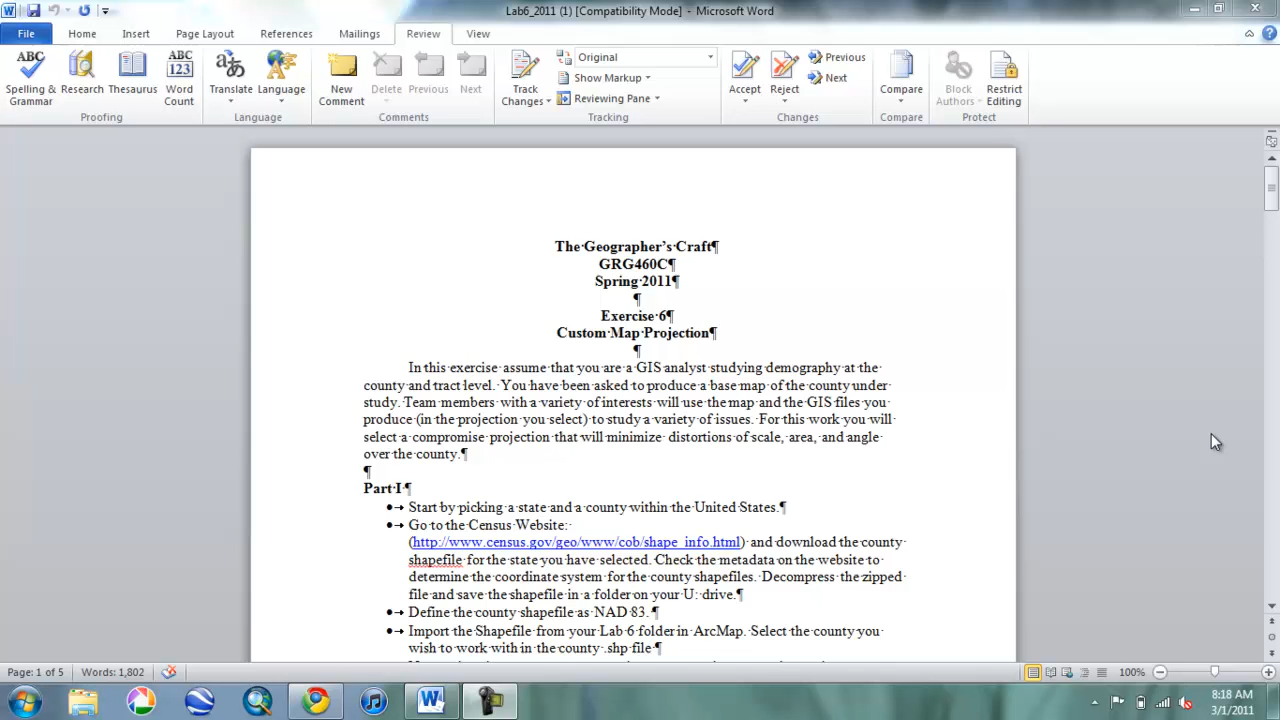 Lab6_2011 (1) [Compatibility Mode] - Microsoft Word
File Home Insert Page Layout References Mailings Review View
Spelling & Grammar
Research
Thesaurus
Word Count
Proofing
Translate
Language
Language
New Comment
Delete
Previous
Next
Comments
Track Changes
Original
Show Markup
Reviewing Pane
Tracking
Accept
Reject
Previous
Next
Changes
Compare
Compare
Block Authors
Restrict Editing
Protect
The·Geographer's·Craft¶
GRG460C¶
Spring·2011¶
¶
Exercise·6¶
Custom·Map·Projection¶
¶
In·this·exercise·assume·that·you·are·a·GIS·analyst·studying·demography·at·the·
county·and·tract·level.··You·have·been·asked·to·produce·a·base·map·of·the·county·under·
study.·Team·members·with·a·variety·of·interests·will·use·the·map·and·the·GIS·files·you·
produce·(in·the·projection·you·select)·to·study·a·variety·of·issues.··For·this·work·you·will·
select·a·compromise·projection·that·will·minimize··distortions·of·scale,·area,·and·angle·
over·the·county.¶
¶
Part·I·¶
•→Start·by·picking·a·state·and·a·county·within·the·United·States.¶
•→Go·to·the·Census·Website:·
(http://www.census.gov/geo/www/cob/shape_info.html)·and·download·the·county·
shapefile··for·the·state·you·have·selected.·Check·the·metadata·on·the·website·to·
determine·the·coordinate·system·for·the·county·shapefiles.··Decompress·the·zipped·
file·and·save·the·shapefile·in·a·folder·on·your·U:·drive.¶
•→Define·the·county·shapefile·as·NAD·83.·¶
•→Import·the·Shapefile·from·your·Lab·6·folder·in·ArcMap.·Select·the·county·you·
wish·to·work·with·in·the·county·.shp·file·¶
Page: 1 of 5 Words: 1,802 100%
8:18 AM
3/1/2011